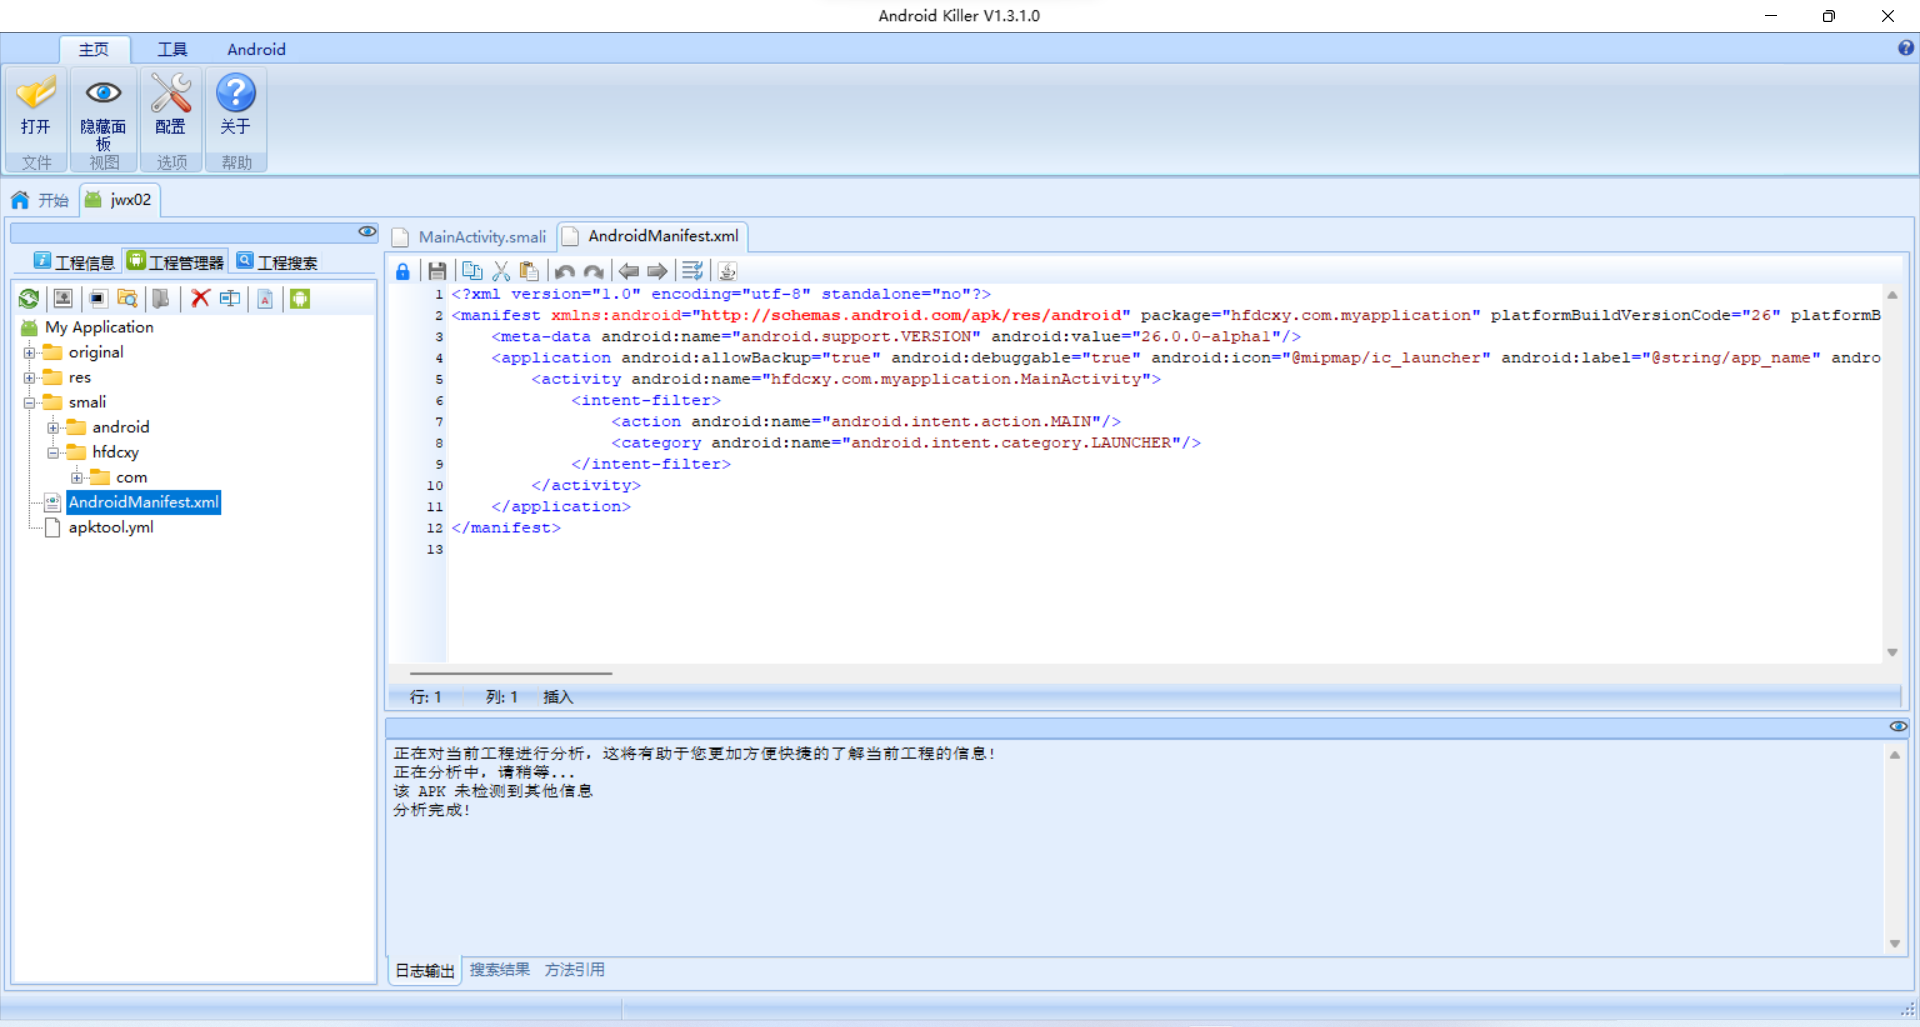 Android Killer V1.3.1.0
主页
工具
Android
打开
隐藏面
板
配置
关于
文件
视图
选项
帮助
开始
jwx02
工程信息
工程管理器
工程搜索
My Application
original
res
smali
android
hfdcxy
com
AndroidManifest.xml
apktool.yml
MainActivity.smali
AndroidManifest.xml
1 <?xml version="1.0" encoding="utf-8" standalone="no"?>
2 <manifest xmlns:android="http://schemas.android.com/apk/res/android" package="hfdcxy.com.myapplication" platformBuildVersionCode="26" platformB
3 <meta-data android:name="android.support.VERSION" android:value="26.0.0-alpha1"/>
4 <application android:allowBackup="true" android:debuggable="true" android:icon="@mipmap/ic_launcher" android:label="@string/app_name" andro
5 <activity android:name="hfdcxy.com.myapplication.MainActivity">
6 <intent-filter>
7 <action android:name="android.intent.action.MAIN"/>
8 <category android:name="android.intent.category.LAUNCHER"/>
9 </intent-filter>
10 </activity>
11 </application>
12 </manifest>
13
行: 1 列: 1 插入
正在对当前工程进行分析，这将有助于您更加方便快捷的了解当前工程的信息！
正在分析中，请稍等...
该 APK 未检测到其他信息
分析完成！
日志输出
搜索结果
方法引用